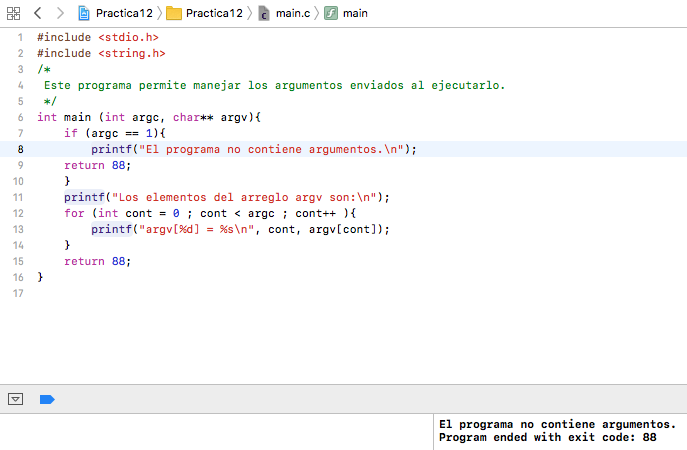 Practica12 Practica12 main.c main
1 #include <stdio.h>
2 #include <string.h>
3 /*
4 Este programa permite manejar los argumentos enviados al ejecutarlo.
5 */
6 int main (int argc, char** argv){
7 if (argc == 1){
8 printf("El programa no contiene argumentos.\n");
9 return 88;
10 }
11 printf("Los elementos del arreglo argv son:\n");
12 for (int cont = 0 ; cont < argc ; cont++ ){
13 printf("argv[%d] = %s\n", cont, argv[cont]);
14 }
15 return 88;
16 }
17
El programa no contiene argumentos.
Program ended with exit code: 88